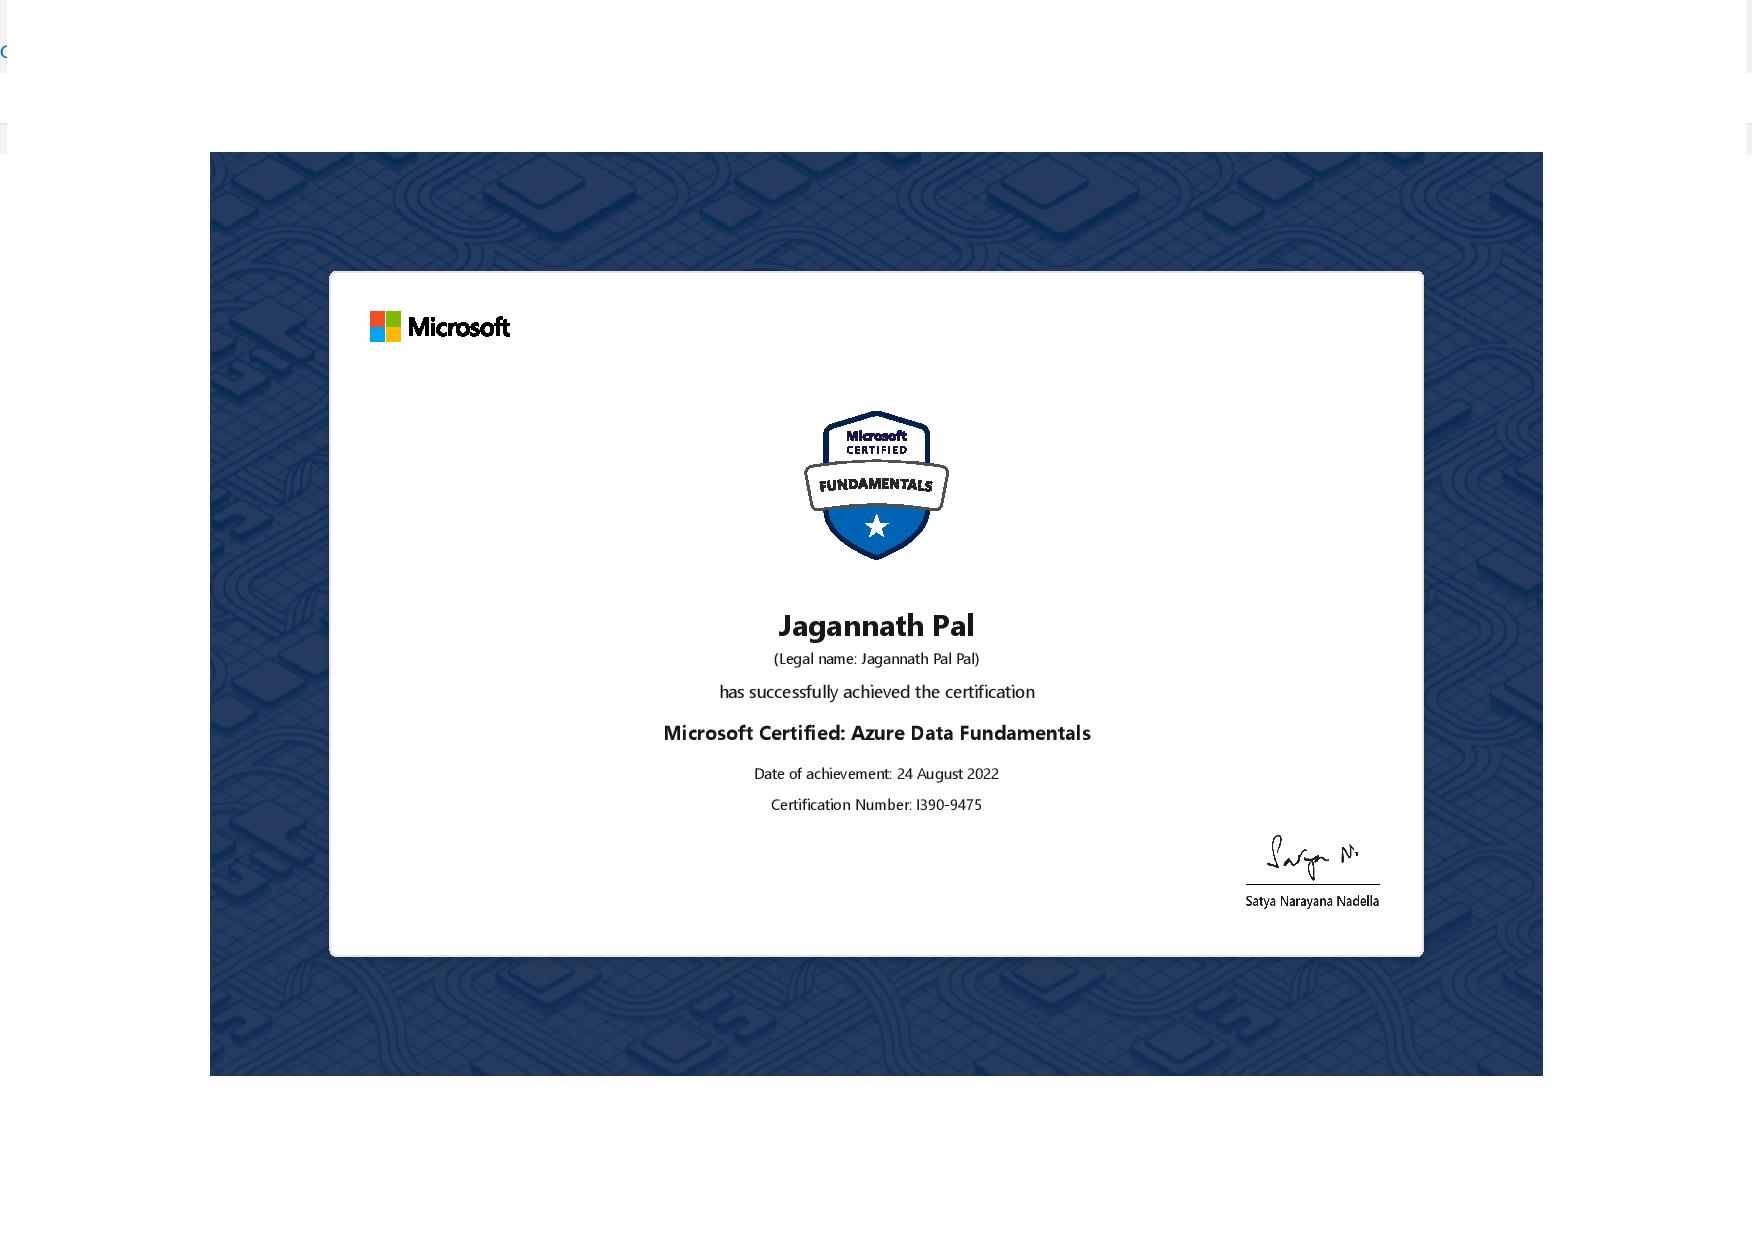 Microsoft
Microsoft
CERTIFIED
FUNDAMENTALS
Jagannath Pal
(Legal name: Jagannath Pal Pal)
has successfully achieved the certification
Microsoft Certified: Azure Data Fundamentals
Date of achievement: 24 August 2022
Certification Number: I390-9475
Satya N.
Satya Narayana Nadella